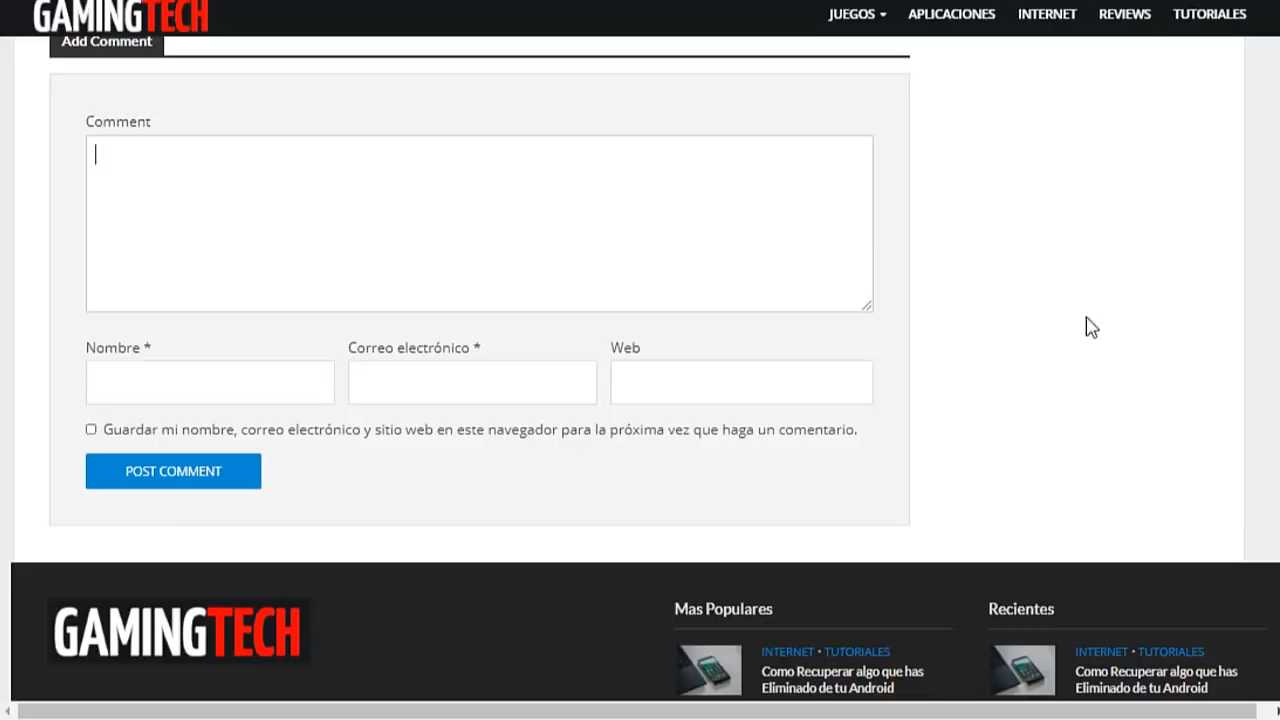 GAMINGTECH
JUEGOS APLICACIONES INTERNET REVIEWS TUTORIALES
Add Comment
Comment
Nombre * Correo electrónico * Web
Guardar mi nombre, correo electrónico y sitio web en este navegador para la próxima vez que haga un comentario.
POST COMMENT
GAMINGTECH
Mas Populares
INTERNET • TUTORIALES
Como Recuperar algo que has
Eliminado de tu Android
Recientes
INTERNET • TUTORIALES
Como Recuperar algo que has
Eliminado de tu Android